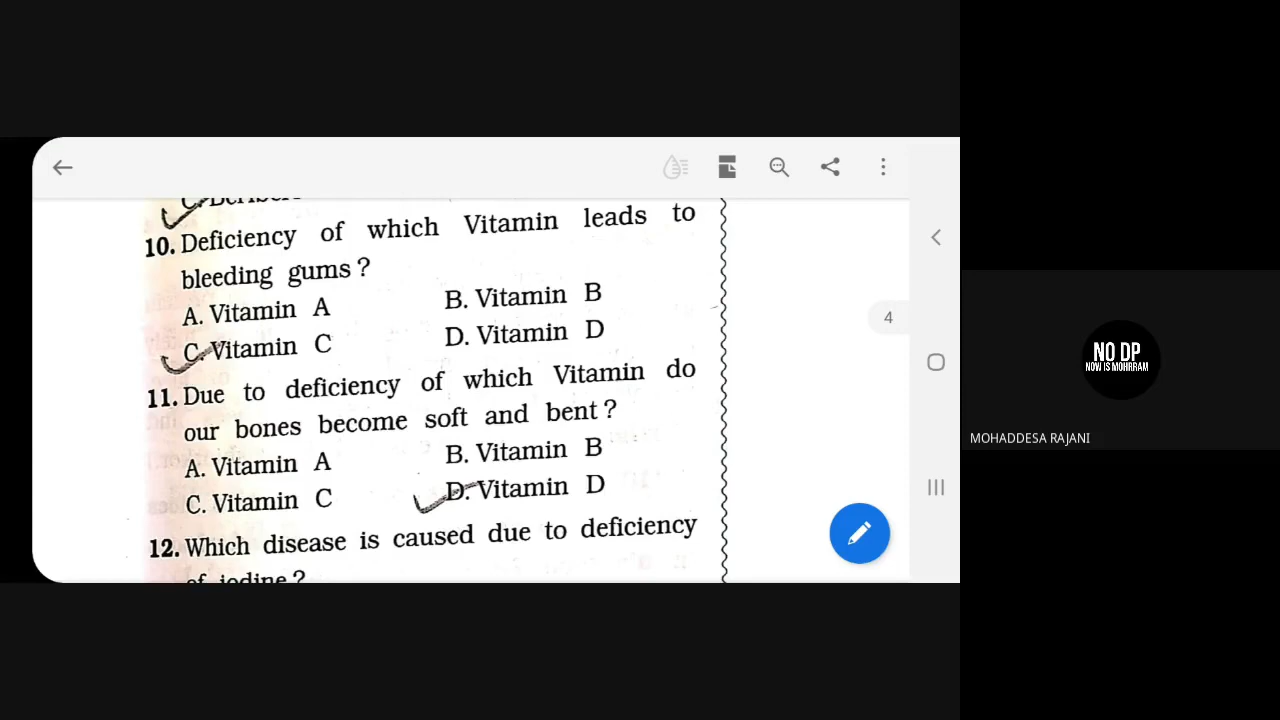 10. Deficiency of which Vitamin leads to
bleeding gums?
A. Vitamin A B. Vitamin B
C. Vitamin C D. Vitamin D
11. Due to deficiency of which Vitamin do
our bones become soft and bent?
A. Vitamin A B. Vitamin B
C. Vitamin C D. Vitamin D
12. Which disease is caused due to deficiency
of iodine?
4
NO DP
NOW IS MOHRRAM
MOHADDESA RAJANI